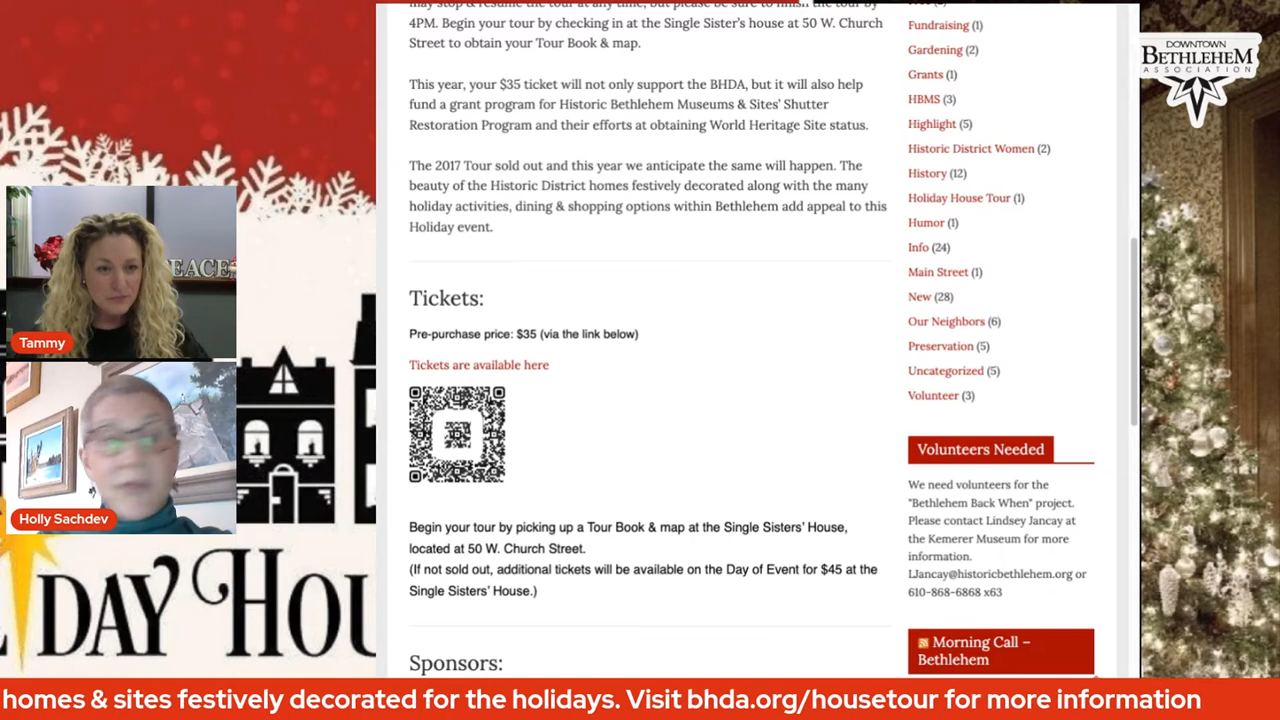 may stop & resume the tour at any time, but please be sure to finish the tour by
4PM. Begin your tour by checking in at the Single Sister's house at 50 W. Church
Street to obtain your Tour Book & map.
This year, your $35 ticket will not only support the BHDA, but it will also help
fund a grant program for Historic Bethlehem Museums & Sites' Shutter
Restoration Program and their efforts at obtaining World Heritage Site status.
The 2017 Tour sold out and this year we anticipate the same will happen. The
beauty of the Historic District homes festively decorated along with the many
holiday activities, dining & shopping options within Bethlehem add appeal to this
Holiday event.
Tickets:
Pre-purchase price: $35 (via the link below)
Tickets are available here
Begin your tour by picking up a Tour Book & map at the Single Sisters' House,
located at 50 W. Church Street.
(If not sold out, additional tickets will be available on the Day of Event for $45 at the
Single Sisters' House.)
Sponsors:
Fundraising (1)
Gardening (2)
Grants (1)
HBMS (3)
Highlight (5)
Historic District Women (2)
History (12)
Holiday House Tour (1)
Humor (1)
Info (24)
Main Street (1)
New (28)
Our Neighbors (6)
Preservation (5)
Uncategorized (5)
Volunteer (3)
Volunteers Needed
We need volunteers for the
"Bethlehem Back When" project.
Please contact Lindsey Jancay at
the Kemerer Museum for more
information.
LJancay@historicbethlehem.org or
610-868-6868 x63
Morning Call –
Bethlehem
DOWNTOWN
BETHLEHEM
ASSOCIATION
EACE
Tammy
Holly Sachdev
DAY HOU
homes & sites festively decorated for the holidays. Visit bhda.org/housetour for more information